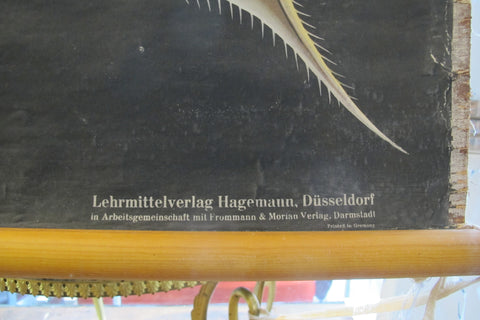 Lehrmittelverlag Hagemann, Düsseldorf
in Arbeitsgemeinschaft mit Frommann & Morian Verlag, Darmstadt
Printed in Germany